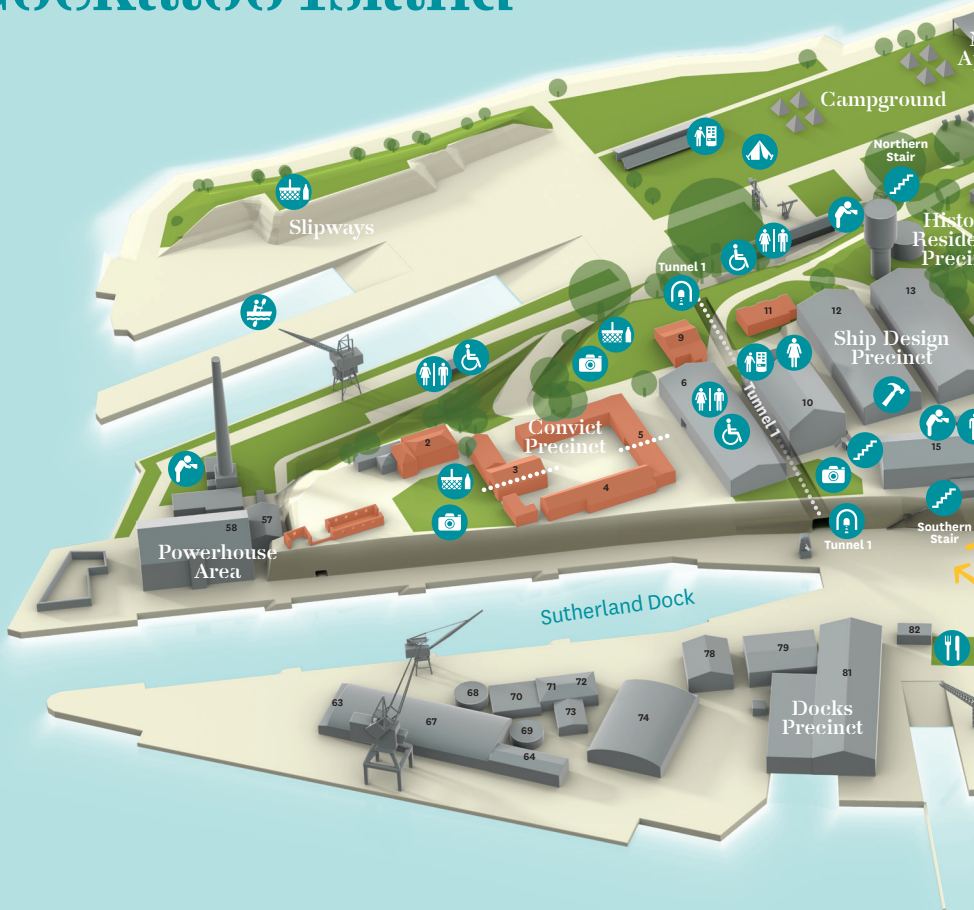 Campground
Northern
Stair
Slipways
Tunnel 1
13
11
12
Ship Design
Precinct
9
6
Tunnel 1
10
Convict
Precinct
2
5
3
4
15
58
57
Powerhouse
Area
Southern
Stair
Tunnel 1
Sutherland Dock
82
78
79
81
63
68
70
71
72
73
67
69
64
74
Docks
Precinct